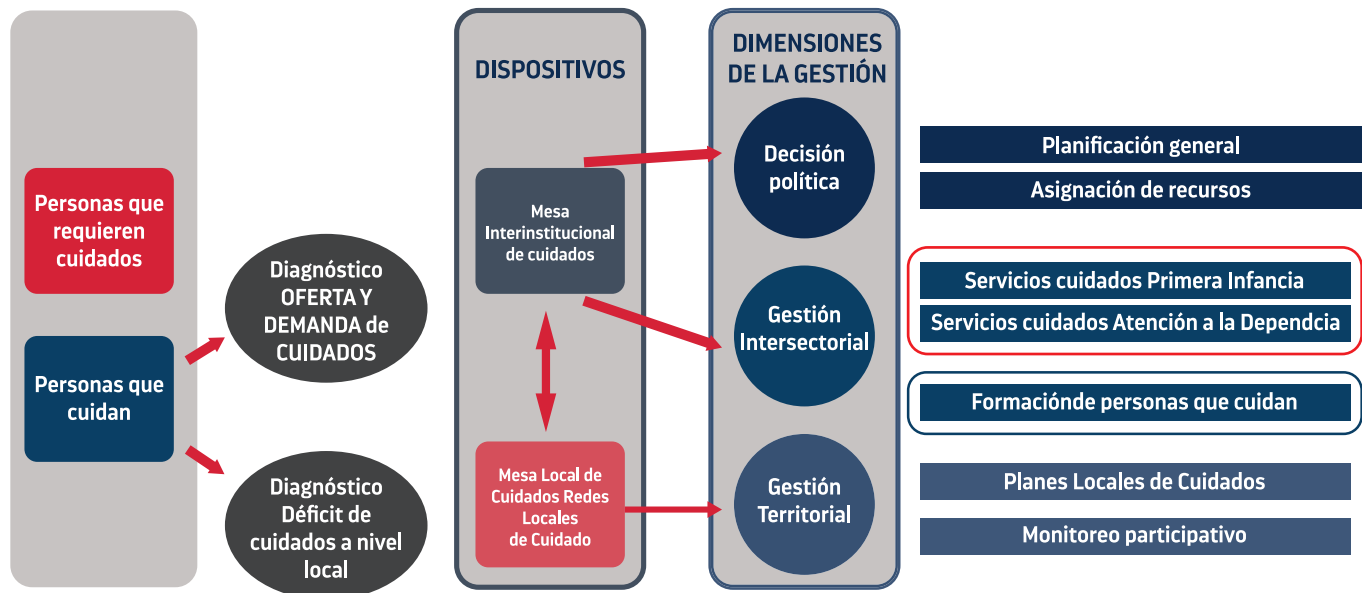 Personas que
requieren
cuidados
Personas que
cuidan
Diagnóstico
OFERTA Y
DEMANDA de
CUIDADOS
Diagnóstico
Déficit de
cuidados a nivel
local
DISPOSITIVOS
Mesa
Interinstitucional
de cuidados
Mesa Local de
Cuidados Redes
Locales
de Cuidado
DIMENSIONES
DE LA GESTIÓN
Decisión
política
Gestión
Intersectorial
Gestión
Territorial
Planificación general
Asignación de recursos
Servicios cuidados Primera Infancia
Servicios cuidados Atención a la Dependcia
Formaciónde personas que cuidan
Planes Locales de Cuidados
Monitoreo participativo